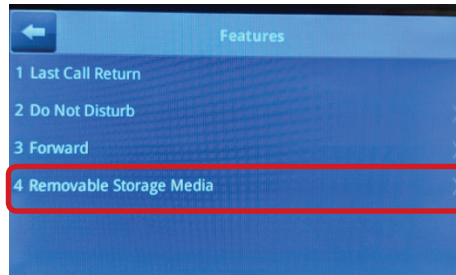 Features
1 Last Call Return
2 Do Not Disturb
3 Forward
4 Removable Storage Media